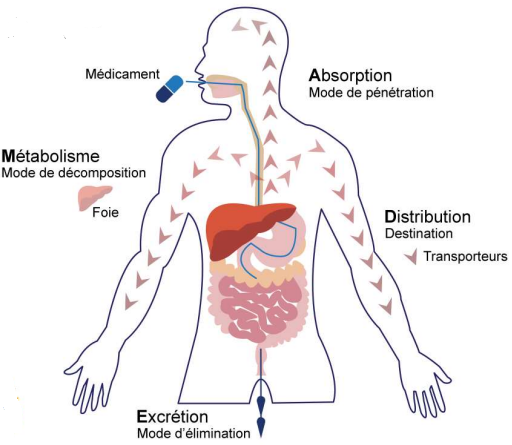 Médicament
Absorption
Mode de pénétration
Métabolisme
Mode de décomposition
Foie
Distribution
Destination
Transporteurs
Excrétion
Mode d'élimination